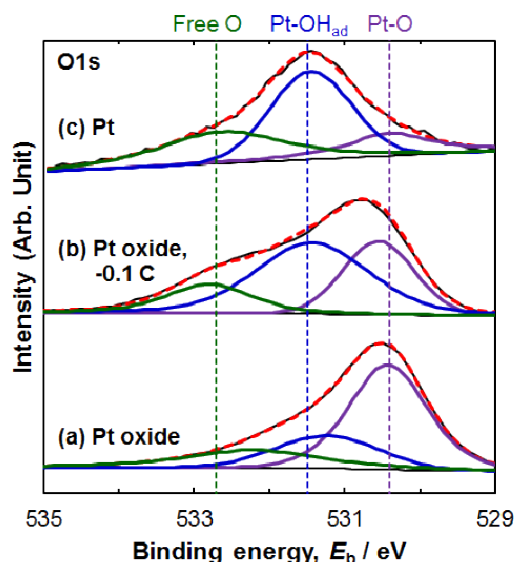 Free O Pt-OHad Pt-O
O1s
(c) Pt
(b) Pt oxide,
-0.1 C
(a) Pt oxide
Intensity (Arb. Unit)
535 533 531 529
Binding energy, Eb / eV